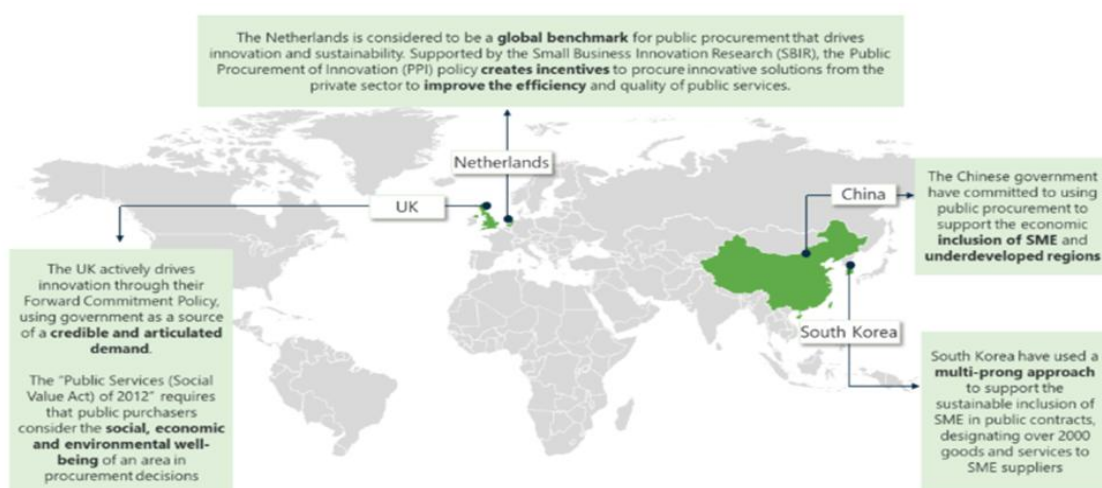 The Netherlands is considered to be a global benchmark for public procurement that drives
innovation and sustainability. Supported by the Small Business Innovation Research (SBIR), the Public
Procurement of Innovation (PPI) policy creates incentives to procure innovative solutions from the
private sector to improve the efficiency and quality of public services.
Netherlands
UK
China
South Korea
The UK actively drives
innovation through their
Forward Commitment Policy,
using government as a source
of a credible and articulated
demand.
The "Public Services (Social
Value Act) of 2012" requires
that public purchasers
consider the social, economic
and environmental well-
being of an area in
procurement decisions
The Chinese government
have committed to using
public procurement to
support the economic
inclusion of SME and
underdeveloped regions
South Korea have used a
multi-prong approach
to support the
sustainable inclusion of
SME in public contracts,
designating over 2000
goods and services to
SME suppliers